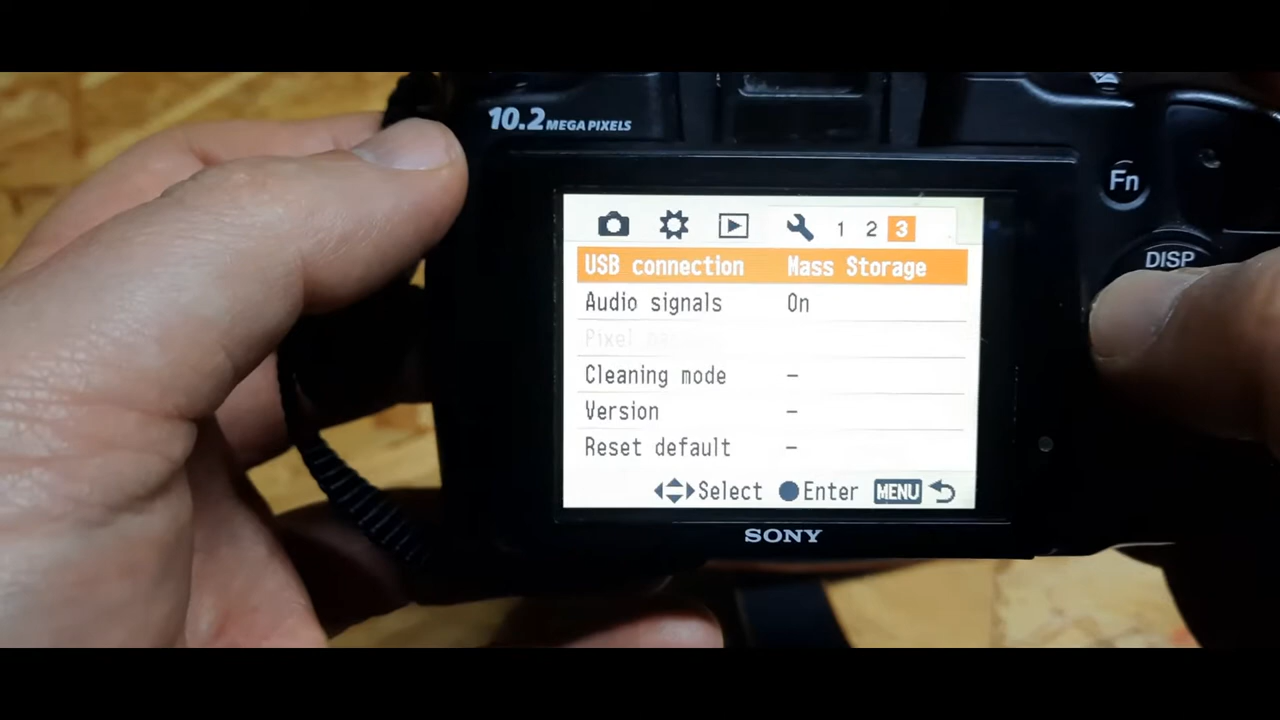 10.2 MEGA PIXELS
Fn
DISP
1 2 3
USB connection Mass Storage
Audio signals On
Pixel
Cleaning mode –
Version –
Reset default –
Select Enter MENU
SONY